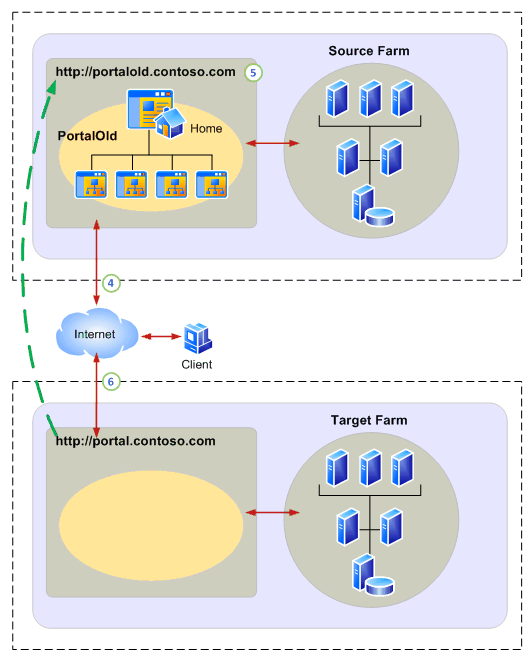 Source Farm
http://portalold.contoso.com
5
Home
PortalOld
4
Internet
Client
6
Target Farm
http://portal.contoso.com